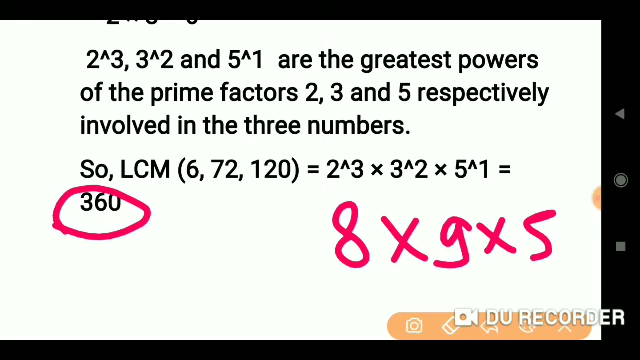 2^3, 3^2 and 5^1 are the greatest powers
of the prime factors 2, 3 and 5 respectively
involved in the three numbers.
So, LCM (6, 72, 120) = 2^3 × 3^2 × 5^1 =
360
8 × 9 × 5
DU RECORDER